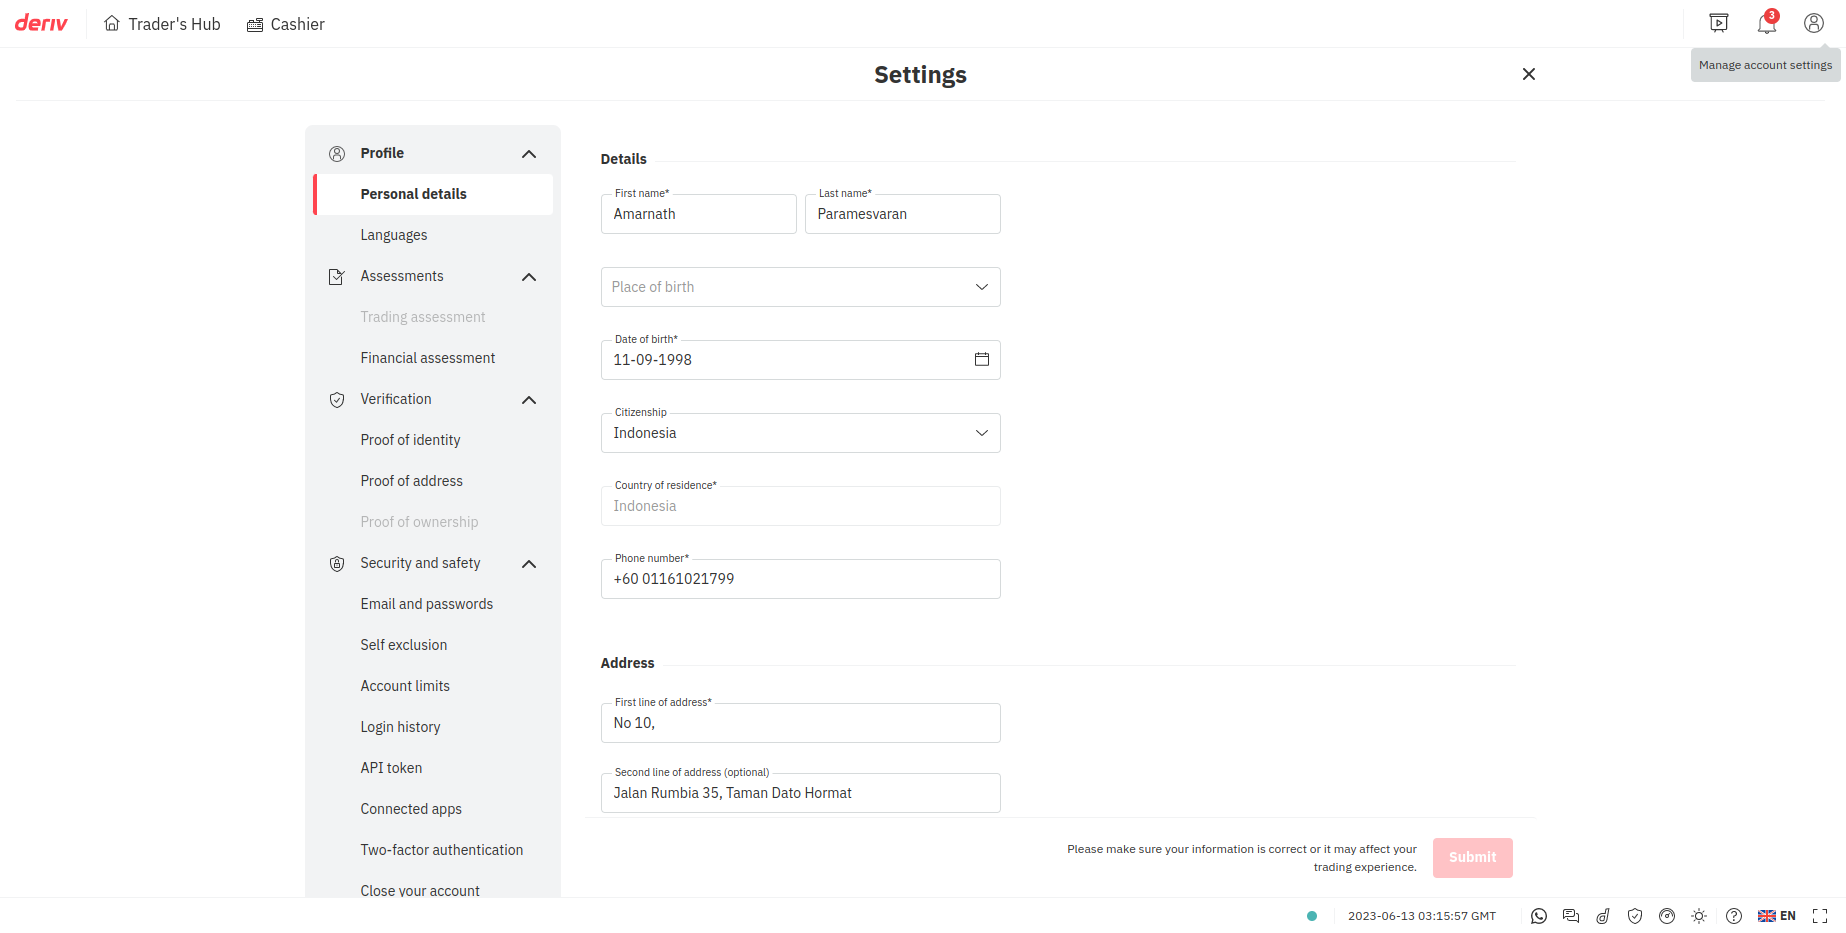 deriv
Trader's Hub
Cashier
3
Manage account settings
Settings
Profile
Personal details
Languages
Assessments
Trading assessment
Financial assessment
Verification
Proof of identity
Proof of address
Proof of ownership
Security and safety
Email and passwords
Self exclusion
Account limits
Login history
API token
Connected apps
Two-factor authentication
Close your account
Details
First name*
Amarnath
Last name*
Paramesvaran
Place of birth
Date of birth*
11-09-1998
Citizenship
Indonesia
Country of residence*
Indonesia
Phone number*
+60 01161021799
Address
First line of address*
No 10,
Second line of address (optional)
Jalan Rumbia 35, Taman Dato Hormat
Please make sure your information is correct or it may affect your
trading experience.
Submit
2023-06-13 03:15:57 GMT
EN